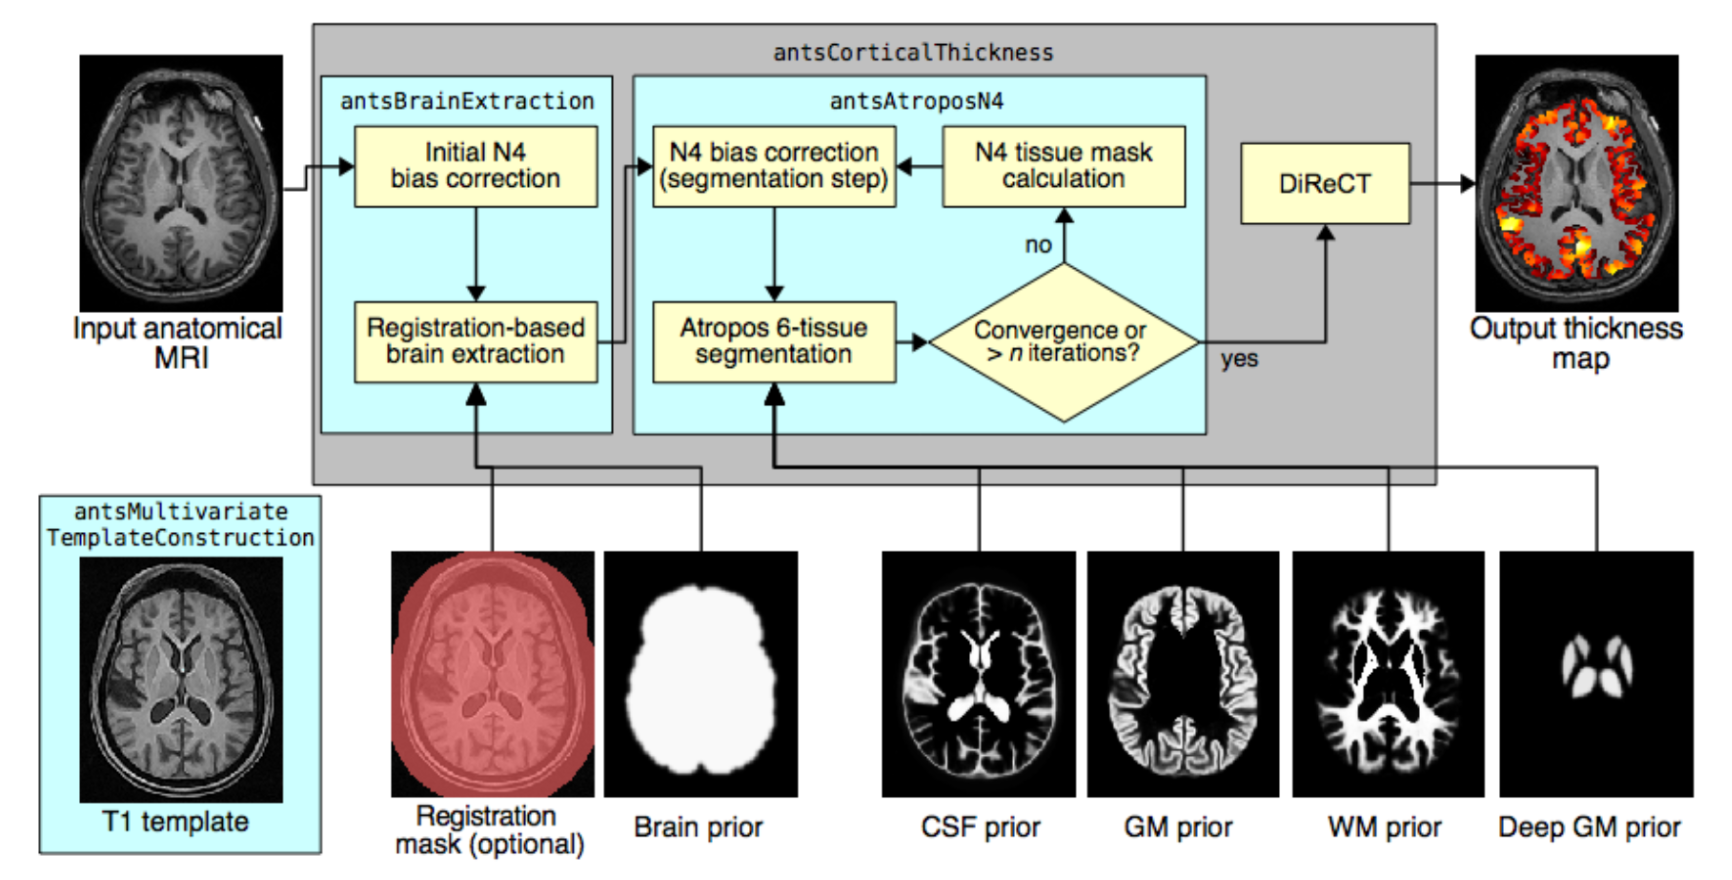 antsCorticalThickness
antsBrainExtraction
antsAtroposN4
Initial N4
bias correction
N4 bias correction
(segmentation step)
N4 tissue mask
calculation
DiReCT
no
Registration-based
brain extraction
Atropos 6-tissue
segmentation
Convergence or
> n iterations?
yes
Input anatomical
MRI
Output thickness
map
antsMultivariate
TemplateConstruction
T1 template
Registration
mask (optional)
Brain prior
CSF prior
GM prior
WM prior
Deep GM prior